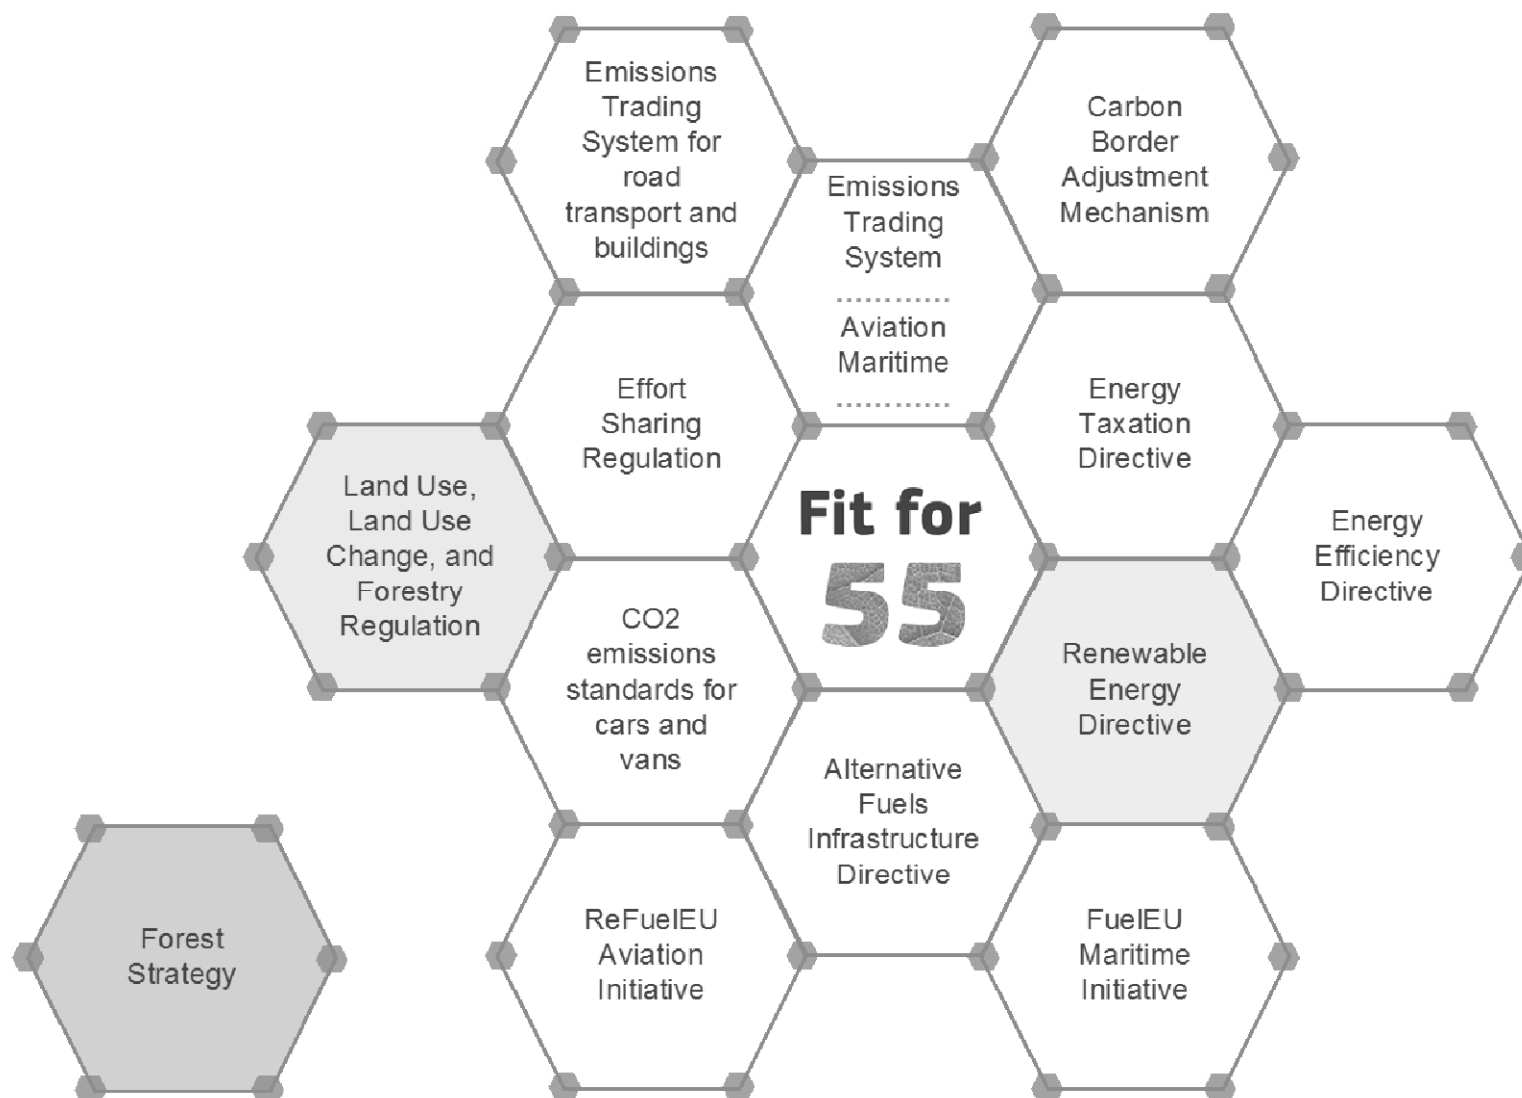 Emissions
Trading
System for
road
transport and
buildings
Carbon
Border
Adjustment
Mechanism
Emissions
Trading
System
Aviation
Maritime
Effort
Sharing
Regulation
Energy
Taxation
Directive
Land Use,
Land Use
Change, and
Forestry
Regulation
Fit for
55
Energy
Efficiency
Directive
CO2
emissions
standards for
cars and
vans
Renewable
Energy
Directive
Alternative
Fuels
Infrastructure
Directive
Forest
Strategy
ReFuelEU
Aviation
Initiative
FuelEU
Maritime
Initiative